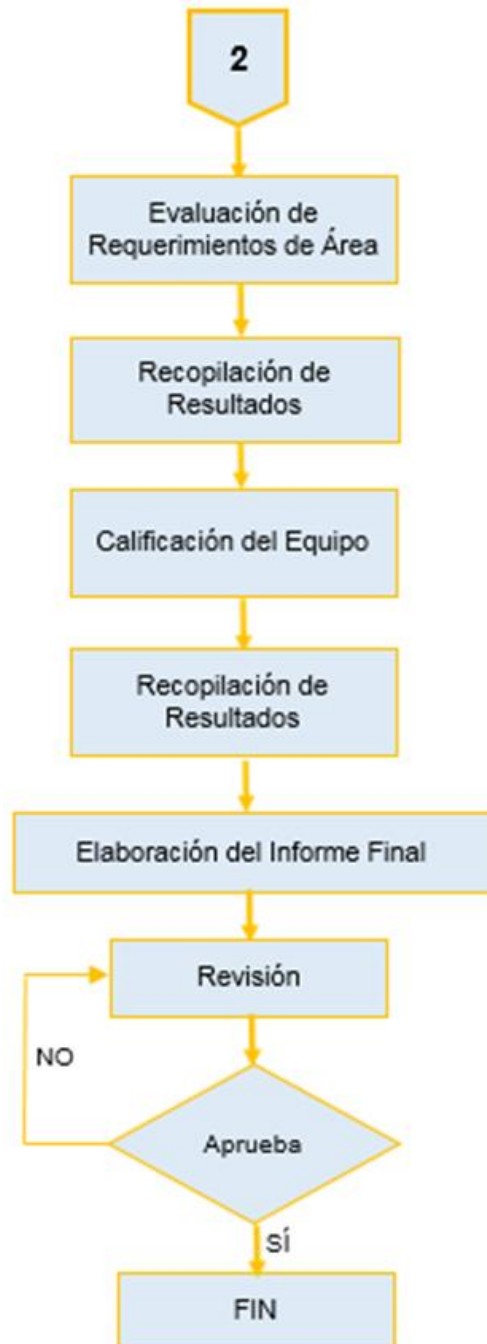 2
Evaluación de
Requerimientos de Área
Recopilación de
Resultados
Calificación del Equipo
Recopilación de
Resultados
Elaboración del Informe Final
Revisión
NO
Aprueba
SÍ
FIN